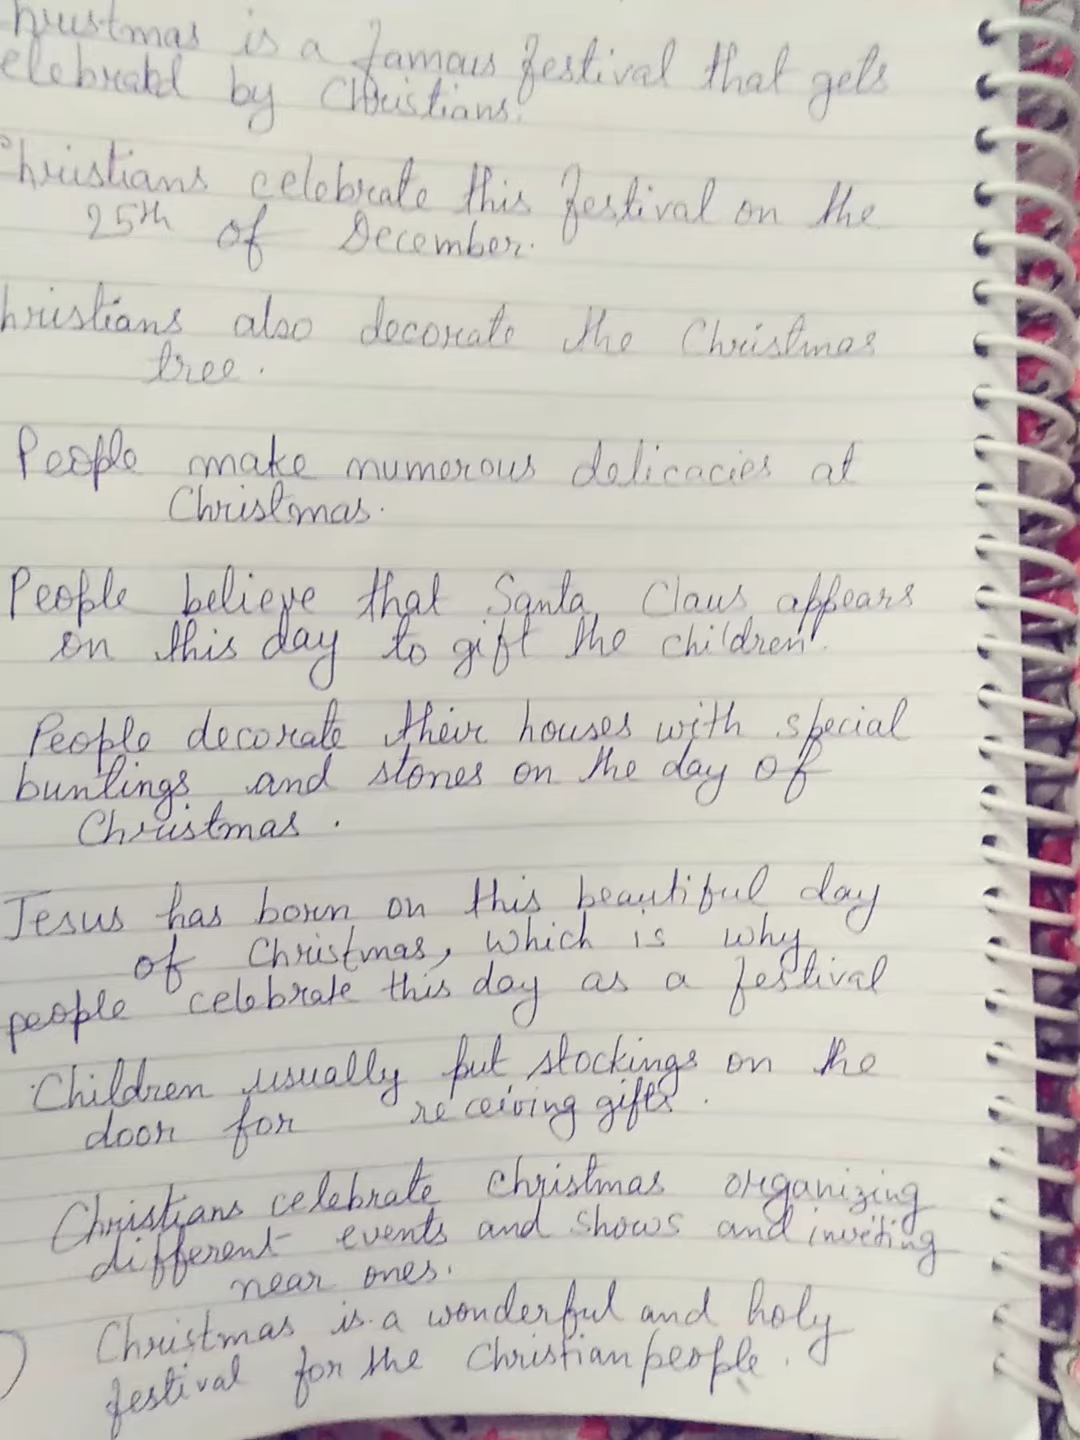 Christmas is a famous festival that gets
celebrated by Christians.
Christians celebrate this festival on the
25th of December.
Christians also decorate the Christmas
tree.
People make numerous delicacies at
Christmas.
People believe that Santa Claus appears
on this day to gift the children.
People decorate their houses with special
buntings and stones on the day of
Christmas.
Jesus has born on this beautiful day
of Christmas, which is why
people celebrate this day as a festival
Children usually put stockings on the
door for receiving gifts.
Christians celebrate christmas organizing
different events and shows and inviting
near ones.
Christmas is a wonderful and holy
festival for the Christian people.